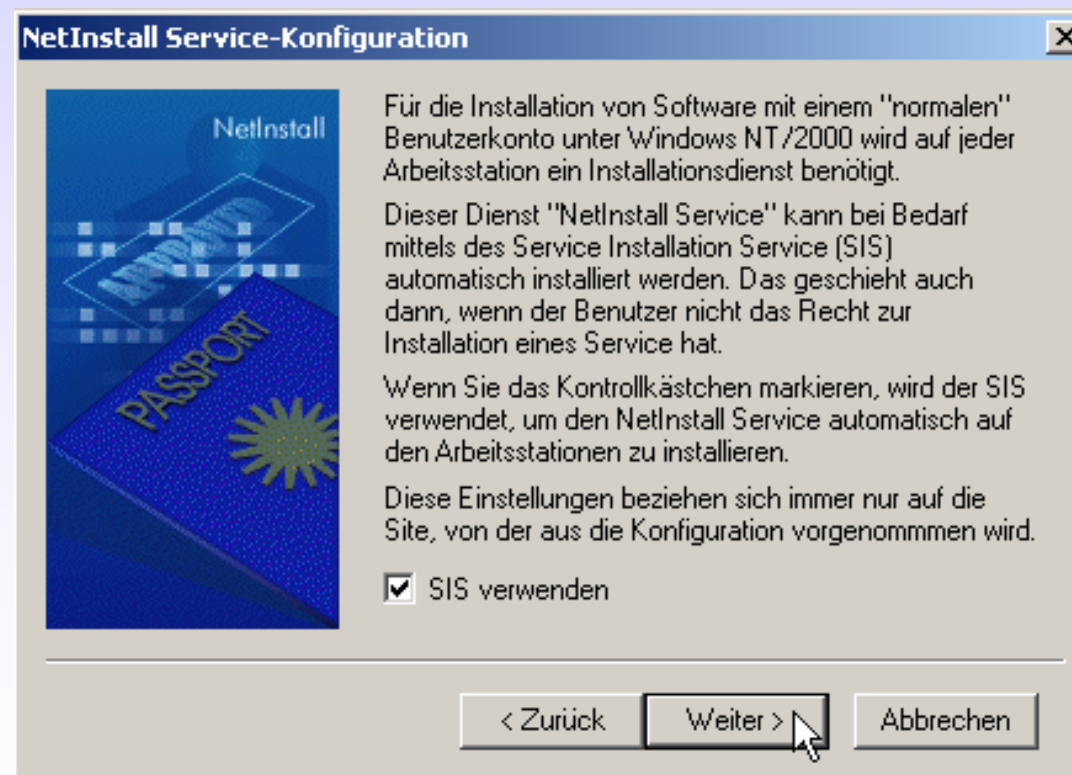 NetInstall Service-Konfiguration
NetInstall
PASSPORT
Für die Installation von Software mit einem "normalen"
Benutzerkonto unter Windows NT/2000 wird auf jeder
Arbeitsstation ein Installationsdienst benötigt.
Dieser Dienst "NetInstall Service" kann bei Bedarf
mittels des Service Installation Service (SIS)
automatisch installiert werden. Das geschieht auch
dann, wenn der Benutzer nicht das Recht zur
Installation eines Service hat.
Wenn Sie das Kontrollkästchen markieren, wird der SIS
verwendet, um den NetInstall Service automatisch auf
den Arbeitsstationen zu installieren.
Diese Einstellungen beziehen sich immer nur auf die
Site, von der aus die Konfiguration vorgenommmen wird.
SIS verwenden
< Zurück
Weiter >
Abbrechen